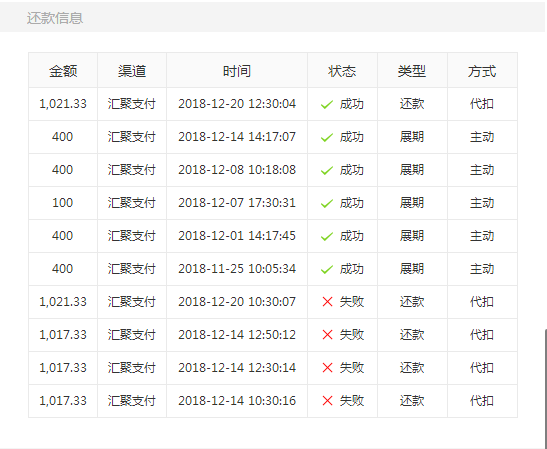 还款信息
金额 渠道 时间 状态 类型 方式
1,021.33 汇聚支付 2018-12-20 12:30:04 成功 还款 代扣
400 汇聚支付 2018-12-14 14:17:07 成功 展期 主动
400 汇聚支付 2018-12-08 10:18:08 成功 展期 主动
100 汇聚支付 2018-12-07 17:30:31 成功 展期 主动
400 汇聚支付 2018-12-01 14:17:45 成功 展期 主动
400 汇聚支付 2018-11-25 10:05:34 成功 展期 主动
1,021.33 汇聚支付 2018-12-20 10:30:07 失败 还款 代扣
1,017.33 汇聚支付 2018-12-14 12:50:12 失败 还款 代扣
1,017.33 汇聚支付 2018-12-14 12:30:14 失败 还款 代扣
1,017.33 汇聚支付 2018-12-14 10:30:16 失败 还款 代扣